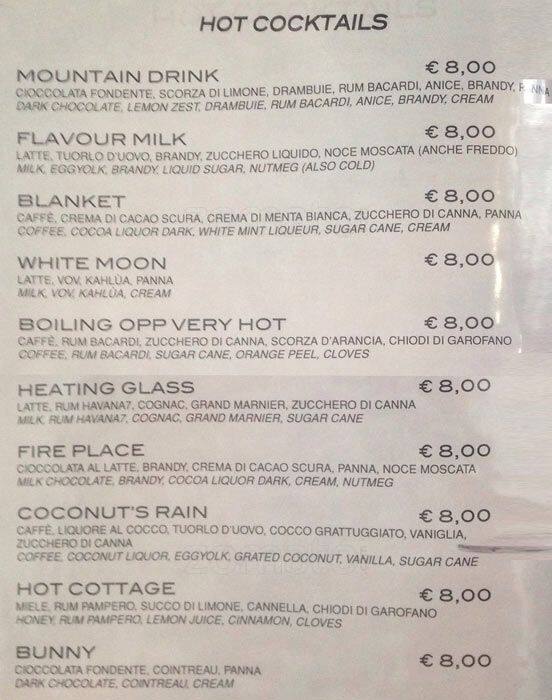 HOT COCKTAILS
MOUNTAIN DRINK € 8,00
CIOCCOLATA FONDENTE, SCORZA DI LIMONE, DRAMBUIE, RUM BACARDI, ANICE, BRANDY, PANNA
DARK CHOCOLATE, LEMON ZEST, DRAMBUIE, RUM BACARDI, ANICE, BRANDY, CREAM
FLAVOUR MILK € 8,00
LATTE, TUORLO D'UOVO, BRANDY, ZUCCHERO LIQUIDO, NOCE MOSCATA (ANCHE FREDDO)
MILK, EGGYOLK, BRANDY, LIQUID SUGAR, NUTMEG (ALSO COLD)
BLANKET € 8,00
CAFFÈ, CREMA DI CACAO SCURA, CREMA DI MENTA BIANCA, ZUCCHERO DI CANNA, PANNA
COFFEE, COCOA LIQUOR DARK, WHITE MINT LIQUEUR, SUGAR CANE, CREAM
WHITE MOON € 8,00
LATTE, VOV, KAHLÙA, PANNA
MILK, VOV, KAHLÙA, CREAM
BOILING OPP VERY HOT € 8,00
CAFFÈ, RUM BACARDI, ZUCCHERO DI CANNA, SCORZA D'ARANCIA, CHIODI DI GAROFANO
COFFEE, RUM BACARDI, SUGAR CANE, ORANGE PEEL, CLOVES
HEATING GLASS € 8,00
LATTE, RUM HAVANA7, COGNAC, GRAND MARNIER, ZUCCHERO DI CANNA
MILK, RUM HAVANA7, COGNAC, GRAND MARNIER, SUGAR CANE
FIRE PLACE € 8,00
CIOCCOLATA AL LATTE, BRANDY, CREMA DI CACAO SCURA, PANNA, NOCE MOSCATA
MILK CHOCOLATE, BRANDY, COCOA LIQUOR DARK, CREAM, NUTMEG
COCONUT'S RAIN € 8,00
CAFFÈ, LIQUORE AL COCCO, TUORLO D'UOVO, COCCO GRATTUGGIATO, VANIGLIA,
ZUCCHERO DI CANNA
COFFEE, COCONUT LIQUOR, EGGYOLK, GRATED COCONUT, VANILLA, SUGAR CANE
HOT COTTAGE € 8,00
MIELE, RUM PAMPERO, SUCCO DI LIMONE, CANNELLA, CHIODI DI GAROFANO
HONEY, RUM PAMPERO, LEMON JUICE, CINNAMON, CLOVES
BUNNY € 8,00
CIOCCOLATA FONDENTE, COINTREAU, PANNA
DARK CHOCOLATE, COINTREAU, CREAM